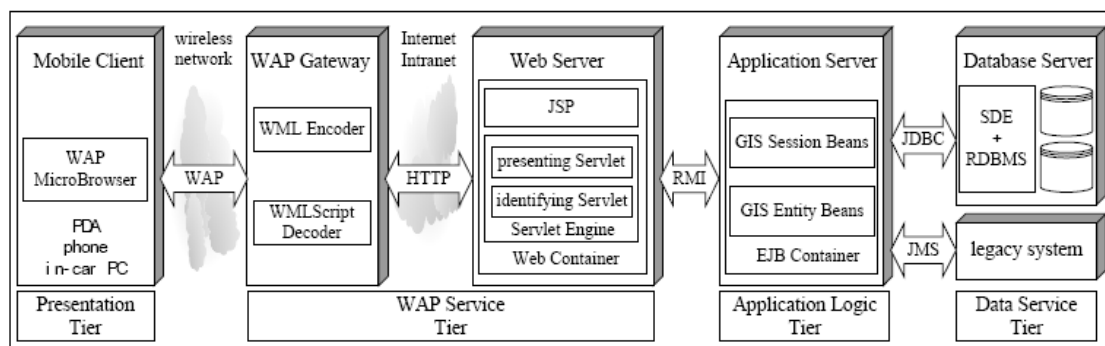 Mobile Client
WAP
MicroBrowser
PDA
phone
in-car PC
Presentation
Tier
wireless
network
WAP
WAP Gateway
WML Encoder
WMLScript
Decoder
Internet
Intranet
HTTP
Web Server
JSP
presenting Servlet
identifying Servlet
Servlet Engine
Web Container
WAP Service
Tier
RMI
Application Server
GIS Session Beans
GIS Entity Beans
EJB Container
Application Logic
Tier
JDBC
JMS
Database Server
SDE
+
RDBMS
legacy system
Data Service
Tier